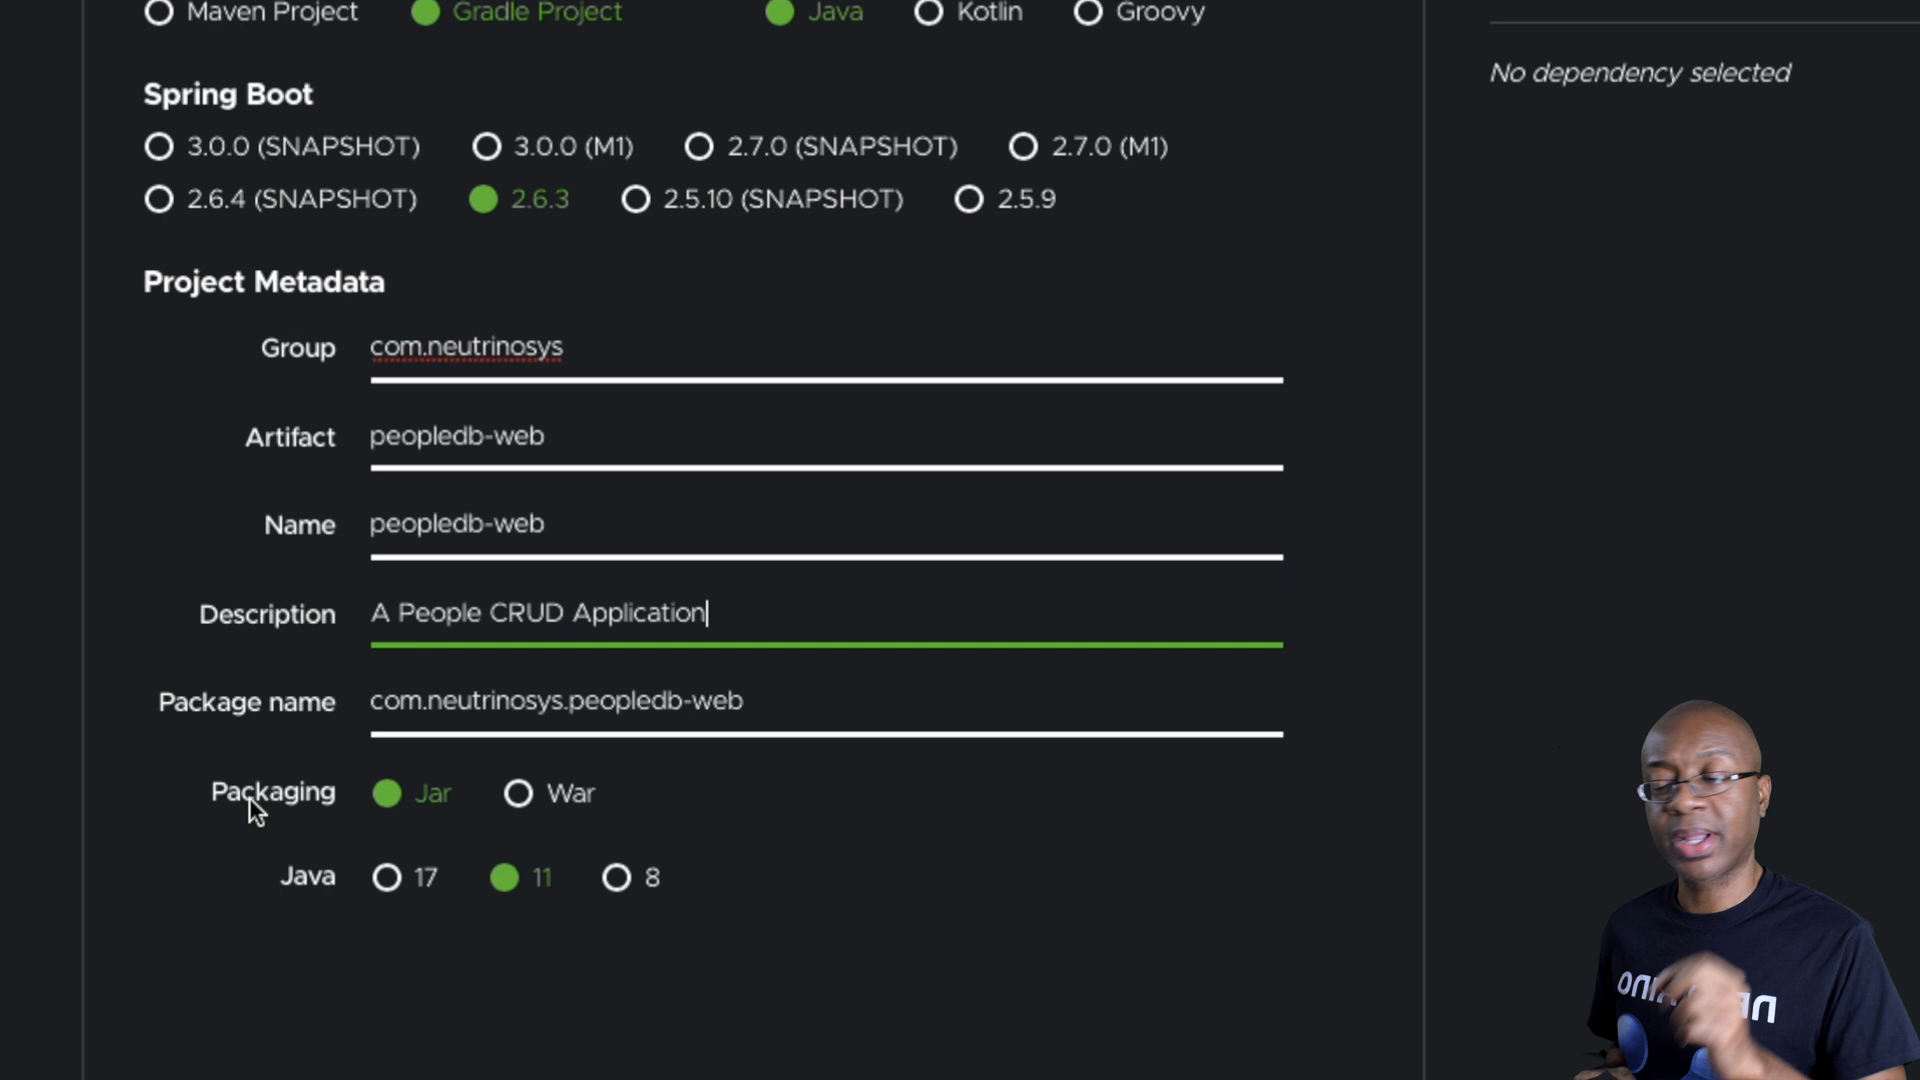 Maven Project Gradle Project Java Kotlin Groovy
No dependency selected
Spring Boot
3.0.0 (SNAPSHOT) 3.0.0 (M1) 2.7.0 (SNAPSHOT) 2.7.0 (M1)
2.6.4 (SNAPSHOT) 2.6.3 2.5.10 (SNAPSHOT) 2.5.9
Project Metadata
Group com.neutrinosys
Artifact peopledb-web
Name peopledb-web
Description A People CRUD Application
Package name com.neutrinosys.peopledb-web
Packaging Jar War
Java 17 11 8